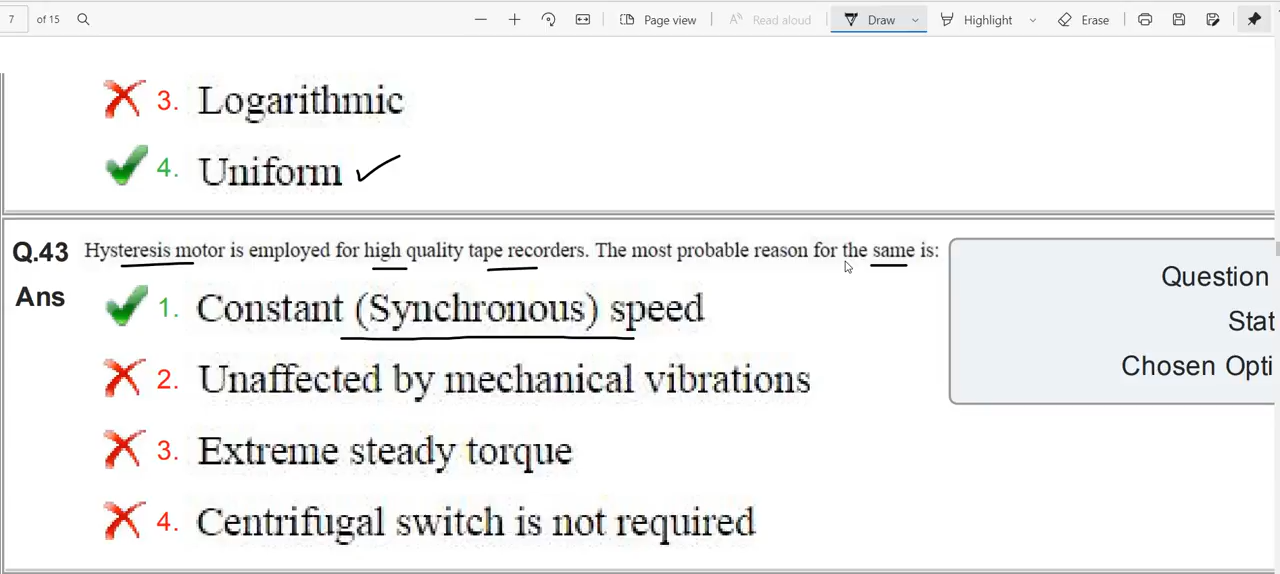 7 of 15 Page view Read aloud Draw Highlight Erase
3. Logarithmic
4. Uniform
Q.43 Hysteresis motor is employed for high quality tape recorders. The most probable reason for the same is:
Ans 1. Constant (Synchronous) speed
2. Unaffected by mechanical vibrations
3. Extreme steady torque
4. Centrifugal switch is not required
Question
Stat
Chosen Opti